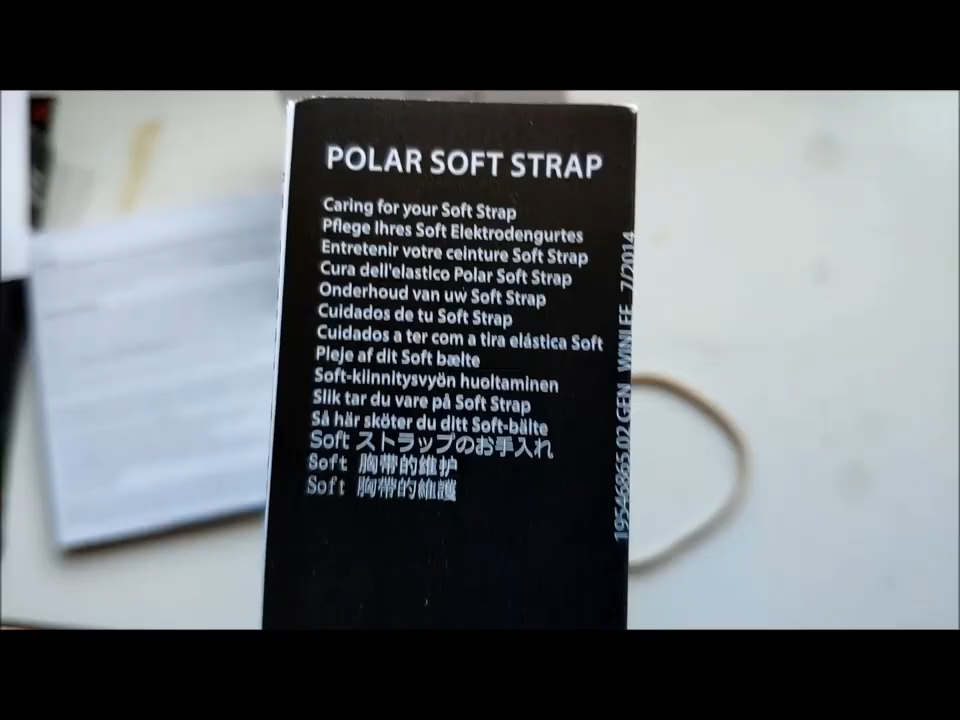 POLAR SOFT STRAP
Caring for your Soft Strap
Pflege Ihres Soft Elektrodengurtes
Entretenir votre ceinture Soft Strap
Cura dell'elastico Polar Soft Strap
Onderhoud van uw Soft Strap
Cuidados de tu Soft Strap
Cuidados a ter com a tira elástica Soft
Pleje af dit Soft bælte
Soft-kiinnitysvyön huoltaminen
Slik tar du vare på Soft Strap
Så här sköter du ditt Soft-bälte
Soft ストラップのお手入れ
Soft 胸带的维护
Soft 胸帶的維護
19546865.02 GEN WINLEE 7/2014